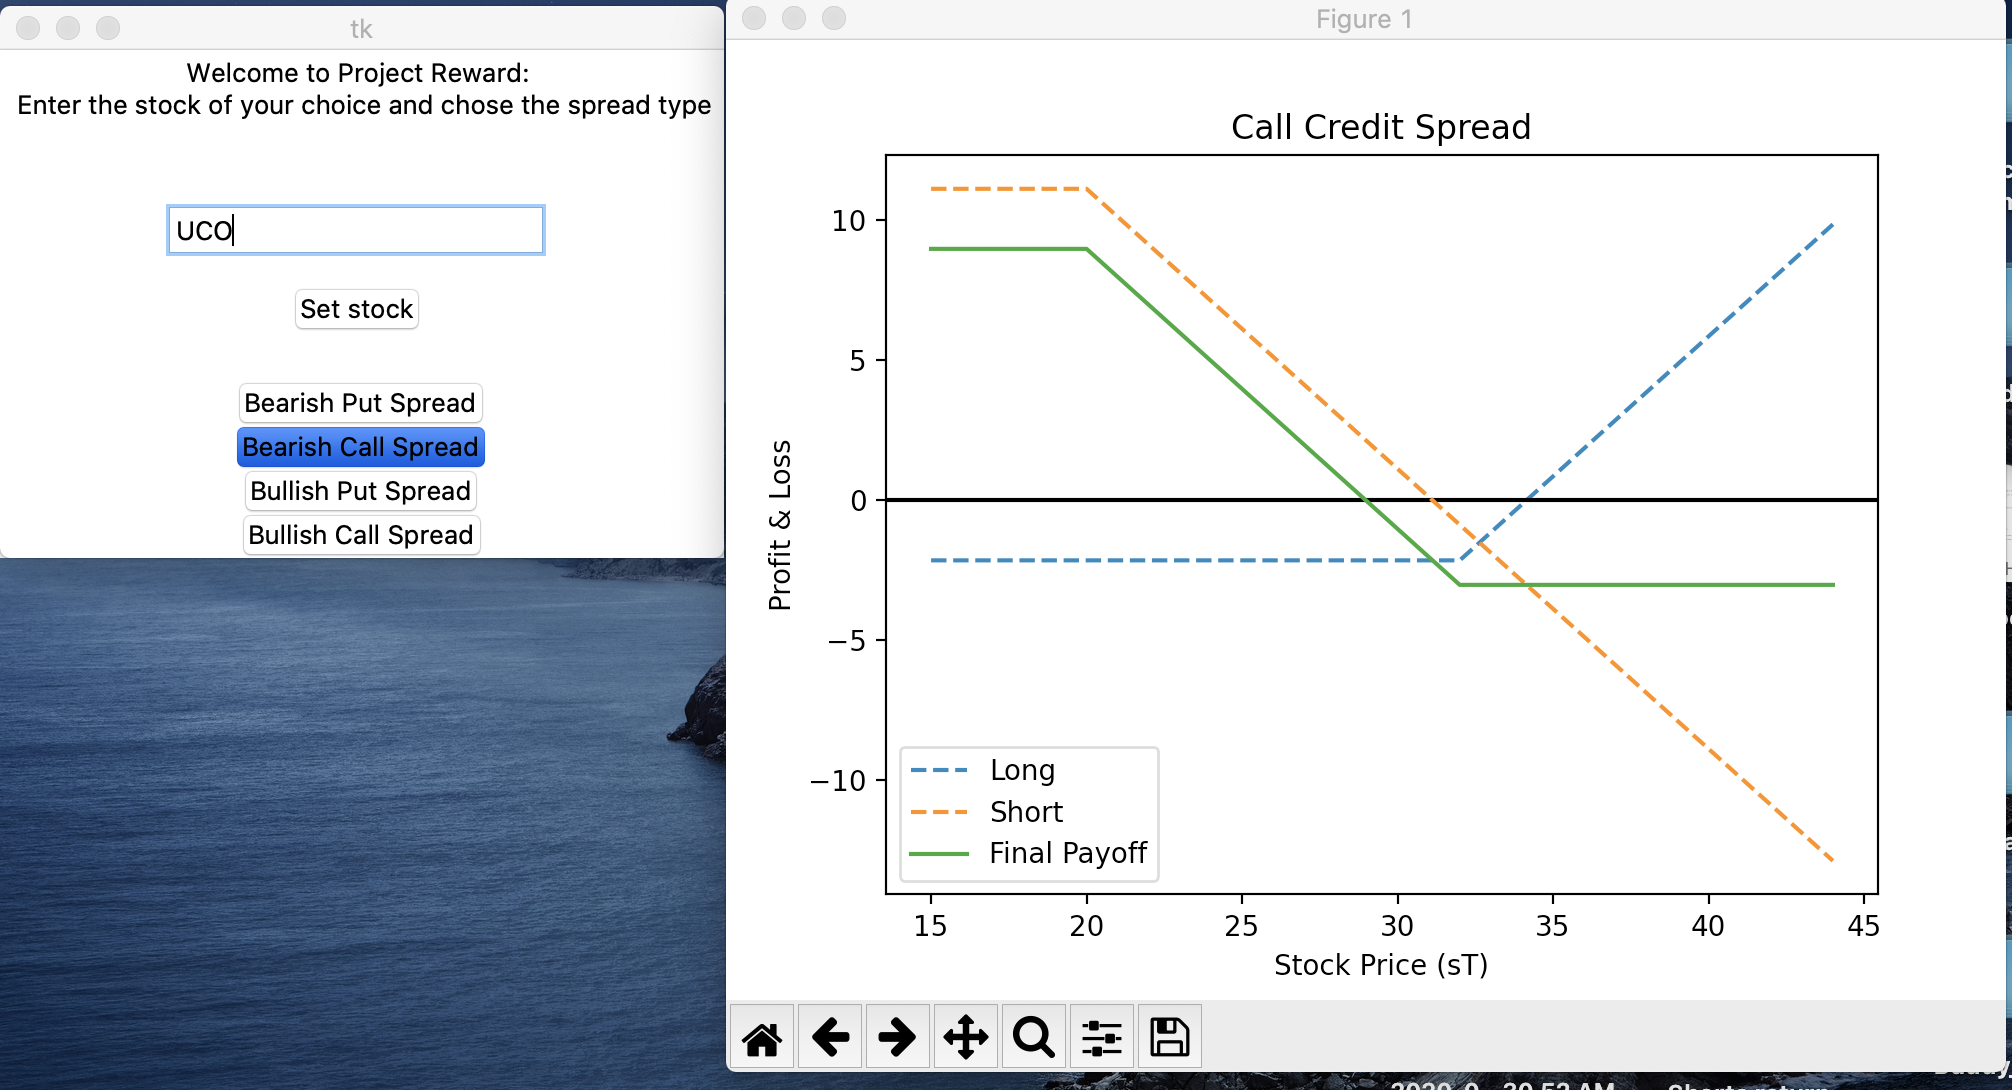 tk
Welcome to Project Reward:
Enter the stock of your choice and chose the spread type
UCO
Set stock
Bearish Put Spread
Bearish Call Spread
Bullish Put Spread
Bullish Call Spread
Figure 1
Call Credit Spread
10
5
0
−5
−10
Profit & Loss
Long
Short
Final Payoff
15 20 25 30 35 40 45
Stock Price (sT)